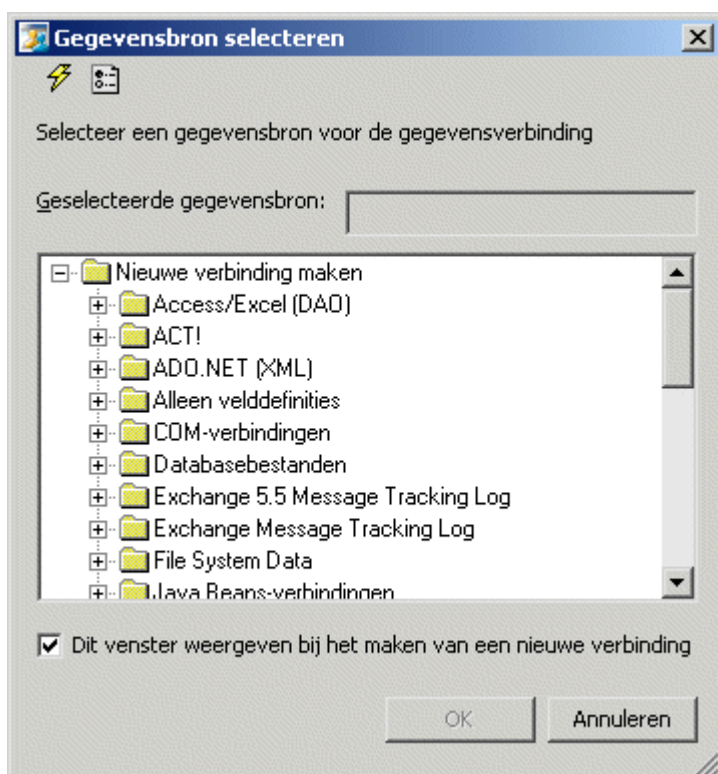 Gegevensbron selecteren
Selecteer een gegevensbron voor de gegevensverbinding
Geselecteerde gegevensbron:
Nieuwe verbinding maken
Access/Excel (DAO)
ACT!
ADO.NET (XML)
Alleen velddefinities
COM-verbindingen
Databasebestanden
Exchange 5.5 Message Tracking Log
Exchange Message Tracking Log
File System Data
Java Beans-verbindingen
Dit venster weergeven bij het maken van een nieuwe verbinding
OK Annuleren